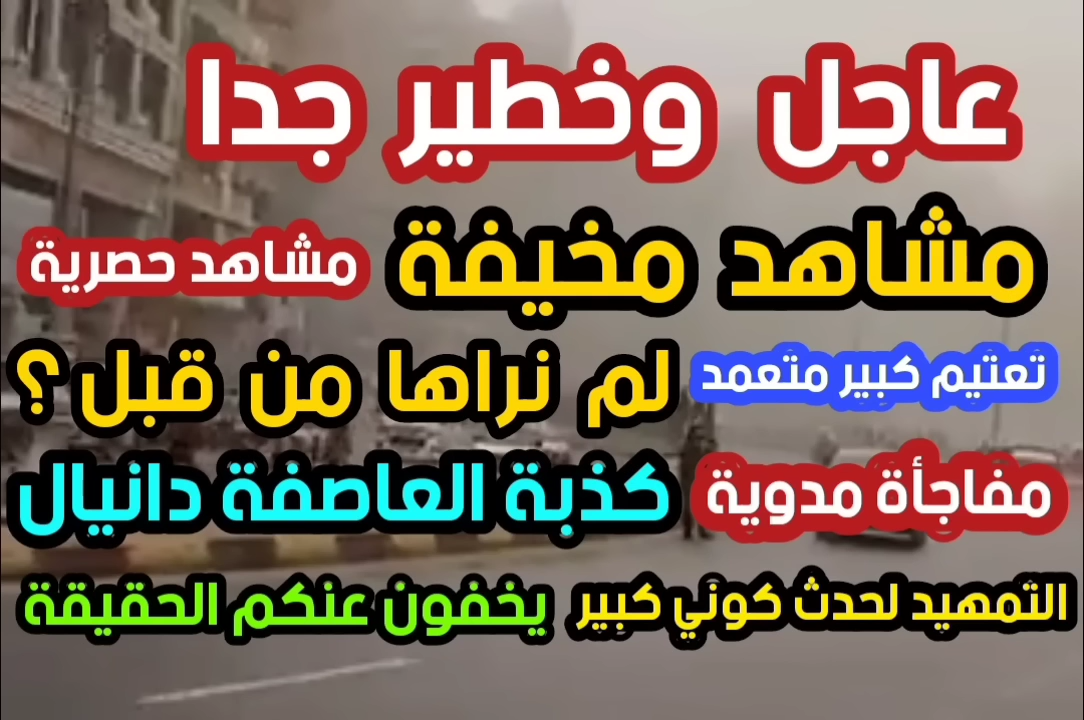 عاجل وخطير جدا
مشاهد مخيفة مشاهد حصرية
تعتيم كبير متعمد لم نراها من قبل ؟
مفاجأة مدوية كذبة العاصفة دانيال
التمهيد لحدث كوني كبير يخفون عنكم الحقيقة